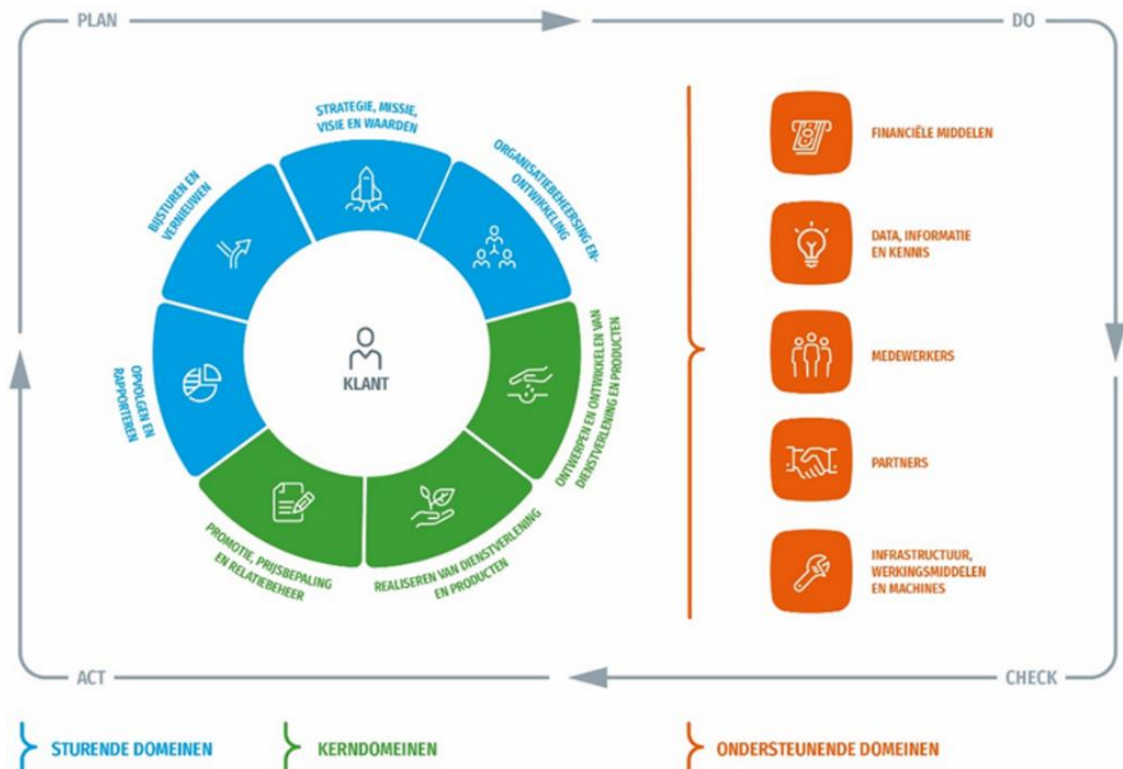 PLAN
DO
STRATEGIE, MISSIE,
VISIE EN WAARDEN
ORGANISATIEBEHEERSING EN-
ONTWIKKELING
ONTWERPEN EN ONTWIKKELEN VAN
DIENSTVERLENING EN PRODUCTEN
REALISEREN VAN DIENSTVERLENING
EN PRODUCTEN
PROMOTIE, PRIJSBEPALING
EN RELATIEBEHEER
OPVOLGEN EN
RAPPORTEREN
BIJSTUREN EN
VERNIEUWEN
KLANT
FINANCIËLE MIDDELEN
DATA, INFORMATIE
EN KENNIS
MEDEWERKERS
PARTNERS
INFRASTRUCTUUR,
WERKINGSMIDDELEN
EN MACHINES
ACT
CHECK
STURENDE DOMEINEN
KERNDOMEINEN
ONDERSTEUNENDE DOMEINEN